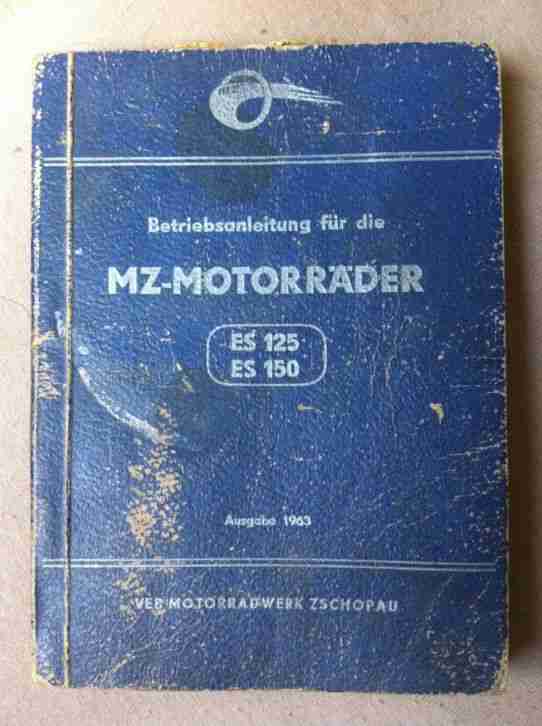 Betriebsanleitung für die
MZ-MOTORRÄDER
ES 125
ES 150
Ausgabe 1963
VEB MOTORRADWERK ZSCHOPAU